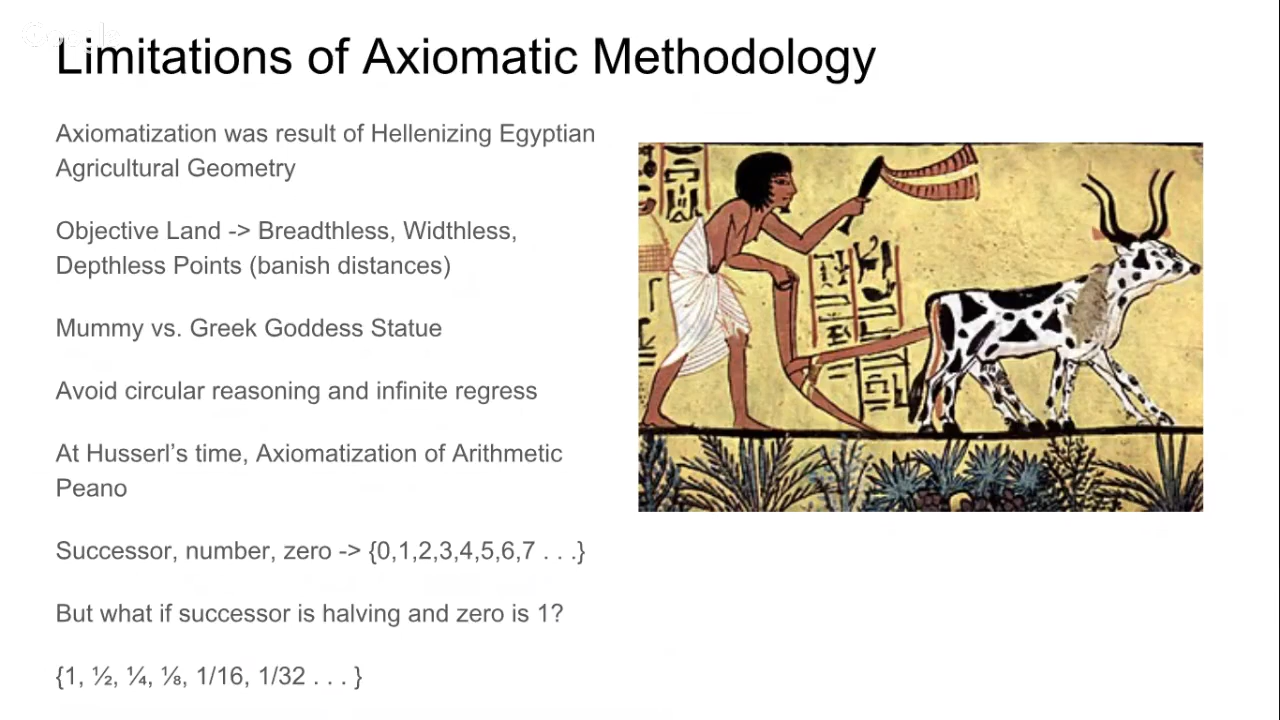 Google
Limitations of Axiomatic Methodology
Axiomatization was result of Hellenizing Egyptian
Agricultural Geometry
Objective Land -> Breadthless, Widthless,
Depthless Points (banish distances)
Mummy vs. Greek Goddess Statue
Avoid circular reasoning and infinite regress
At Husserl’s time, Axiomatization of Arithmetic
Peano
Successor, number, zero -> {0,1,2,3,4,5,6,7 . . .}
But what if successor is halving and zero is 1?
{1, ½, ¼, ⅛, 1/16, 1/32 . . . }